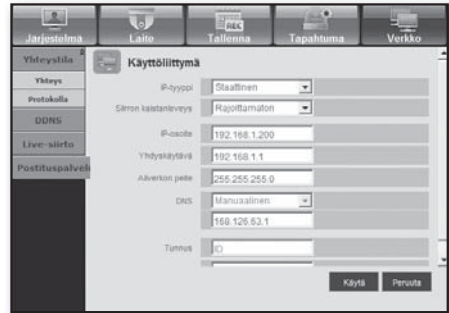 Järjestelmä Laite Tallenna Tapahtuma Verkko
REC
Yhteystila
Yhteys
Protokolla
DDNS
Live-siirto
Postituspalvel
Käyttöliittymä
IP-tyyppi Staattinen
Siirron kaistanleveys Rajoittamaton
IP-osoite 192.168.1.200
Yhdyskäytävä 192.168.1.1
Aliverkon peite 255.255.255.0
DNS Manuaalinen
168.126.63.1
Tunnus ID
Käytä Peruuta